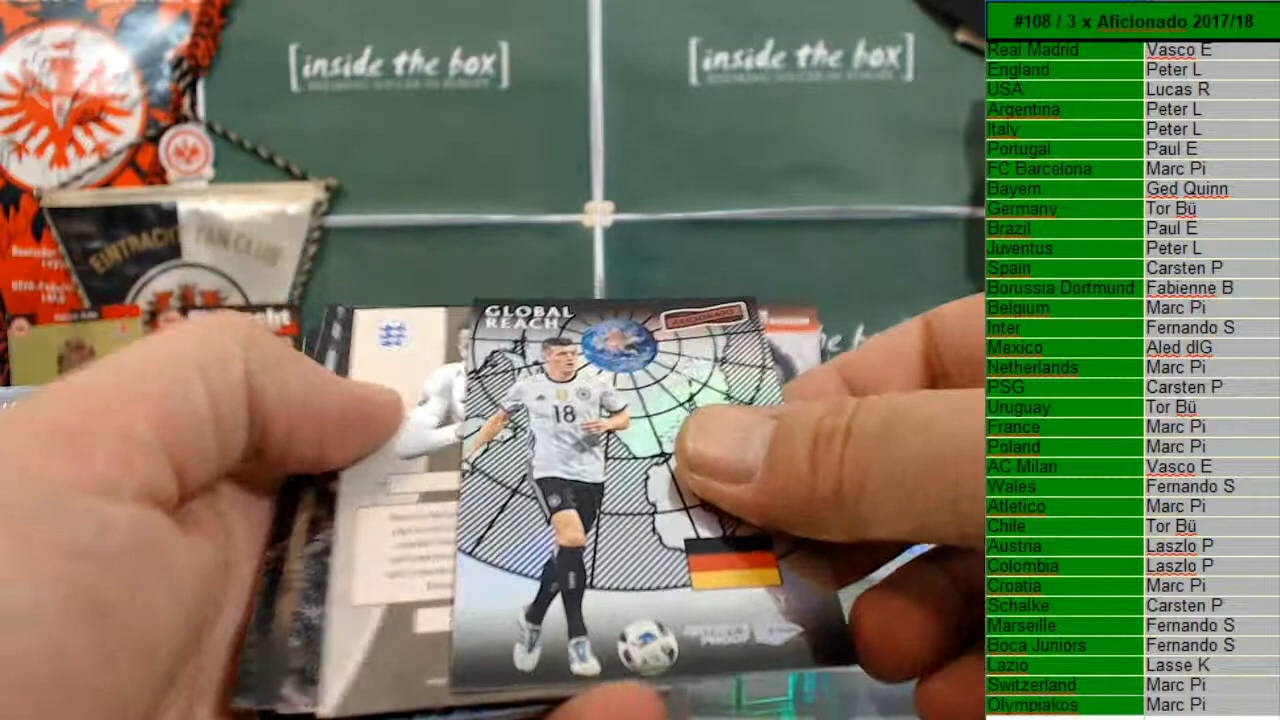 [inside the box]
[inside the box]
EINTRACHT FAN CLUB
GLOBAL
REACH
AFICIONADO
18
#108 / 3 x Aficionado 2017/18
Real Madrid Vasco E
England Peter L
USA Lucas R
Argentina Peter L
Italy Peter L
Portugal Paul E
FC Barcelona Marc Pi
Bayern Ged Quinn
Germany Tor Bü
Brazil Paul E
Juventus Peter L
Spain Carsten P
Borussia Dortmund Fabienne B
Belgium Marc Pi
Inter Fernando S
Mexico Aled dlG
Netherlands Marc Pi
PSG Carsten P
Uruguay Tor Bü
France Marc Pi
Poland Marc Pi
AC Milan Vasco E
Wales Fernando S
Atletico Marc Pi
Chile Tor Bü
Austria Laszlo P
Colombia Laszlo P
Croatia Marc Pi
Schalke Carsten P
Marseille Fernando S
Boca Juniors Fernando S
Lazio Lasse K
Switzerland Marc Pi
Olympiakos Marc Pi